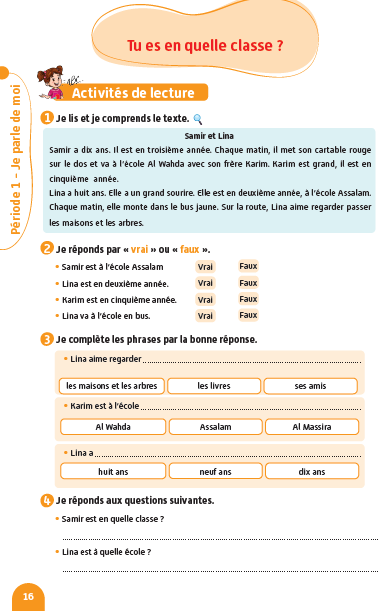 Tu es en quelle classe ?
Période 1 - Je parle de moi
Activités de lecture
1 Je lis et je comprends le texte.
Samir et Lina
Samir a dix ans. Il est en troisième année. Chaque matin, il met son cartable rouge
sur le dos et va à l'école Al Wahda avec son frère Karim. Karim est grand, il est en
cinquième année.
Lina a huit ans. Elle a un grand sourire. Elle est en deuxième année, à l'école Assalam.
Chaque matin, elle monte dans le bus jaune. Sur la route, Lina aime regarder passer
les maisons et les arbres.
2 Je réponds par « vrai » ou « faux ».
• Samir est à l'école Assalam Vrai Faux
• Lina est en deuxième année. Vrai Faux
• Karim est en cinquième année. Vrai Faux
• Lina va à l'école en bus. Vrai Faux
3 Je complète les phrases par la bonne réponse.
• Lina aime regarder
les maisons et les arbres les livres ses amis
• Karim est à l'école
Al Wahda Assalam Al Massira
• Lina a
huit ans neuf ans dix ans
4 Je réponds aux questions suivantes.
• Samir est en quelle classe ?
• Lina est à quelle école ?
16